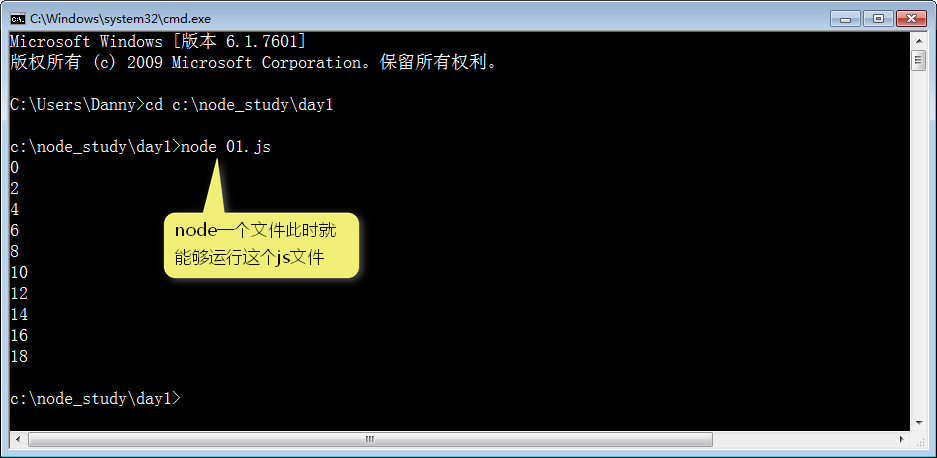 C:\Windows\system32\cmd.exe
Microsoft Windows [版本 6.1.7601]
版权所有 (c) 2009 Microsoft Corporation。保留所有权利。
C:\Users\Danny>cd c:\node_study\day1
c:\node_study\day1>node 01.js
0
2
4
6
8
10
12
14
16
18
node一个文件此时就
能够运行这个js文件
c:\node_study\day1>